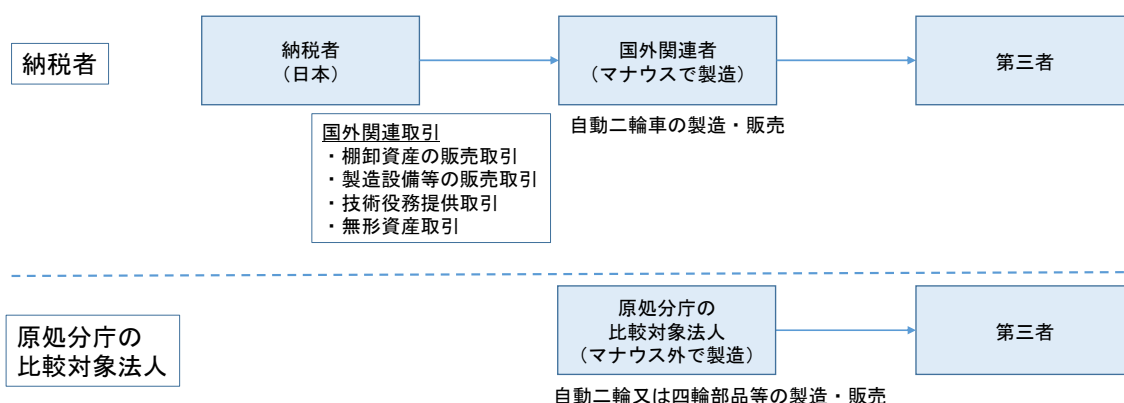 納税者
納税者
（日本）
国外関連者
（マナウスで製造）
第三者
自動二輪車の製造・販売
国外関連取引
・棚卸資産の販売取引
・製造設備等の販売取引
・技術役務提供取引
・無形資産取引
原処分庁の
比較対象法人
原処分庁の
比較対象法人
（マナウス外で製造）
第三者
自動二輪又は四輪部品等の製造・販売